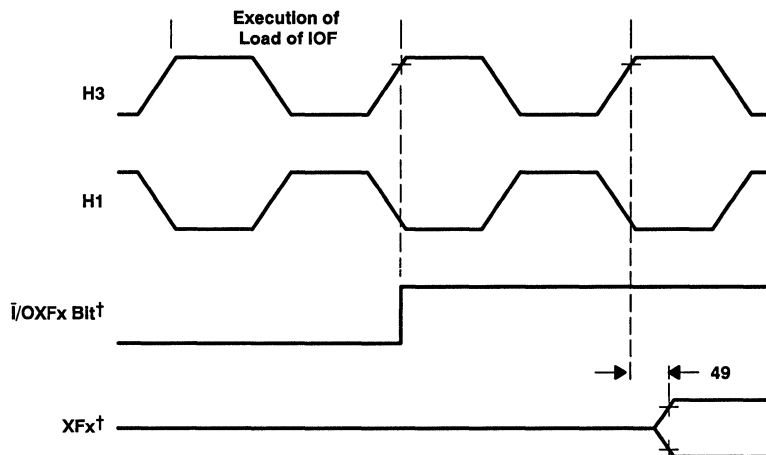 Execution of
Load of IOF
H3
H1
Ī/OXFx Bit†
49
XFx†